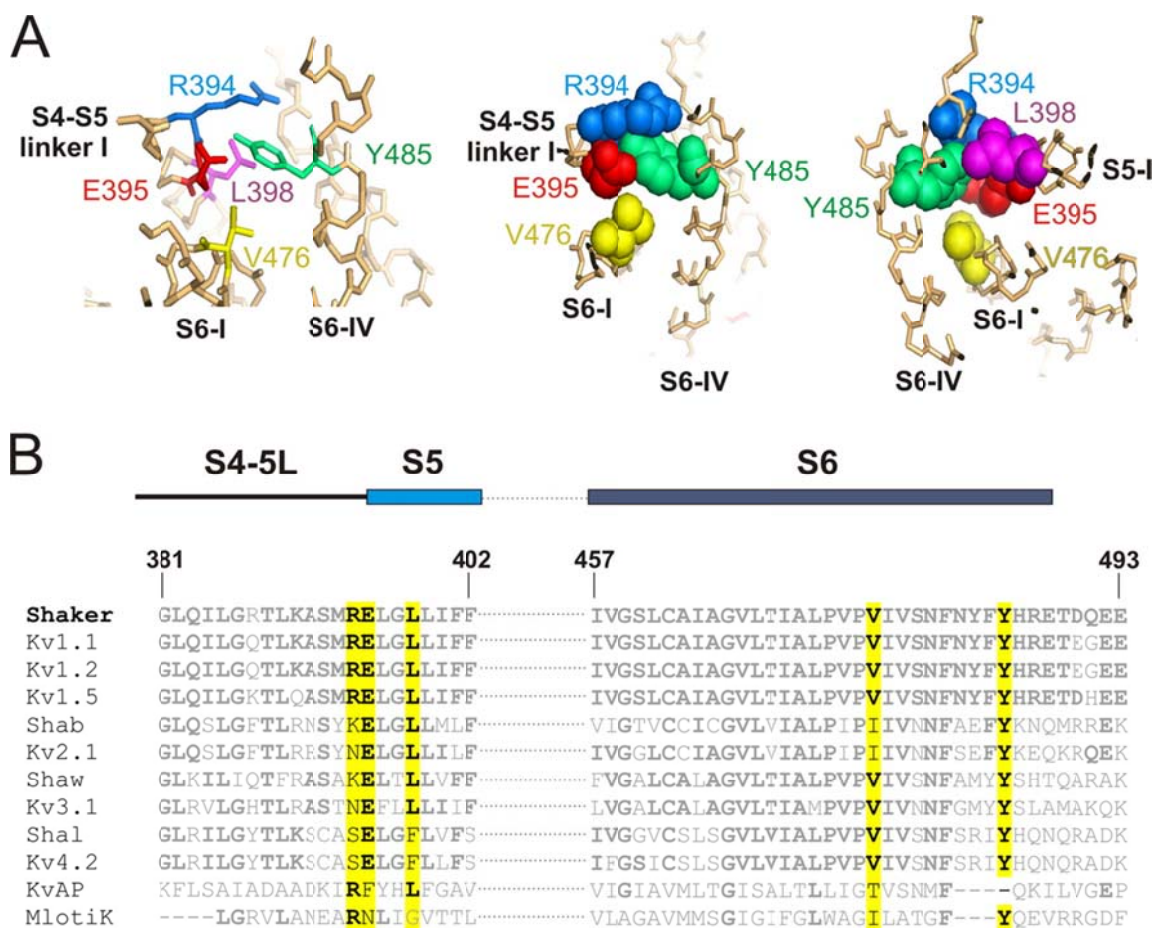 A
R394
S4-S5
linker I
E395
L398
Y485
V476
S6-I
S6-IV
R394
S4-S5
linker I
E395
Y485
V476
S6-I
S6-IV
R394
L398
S5-I
Y485
E395
V476
S6-I
S6-IV
B
S4-5L S5 S6
381 402 457 493
Shaker GLQILGRTLKASMRELGLLIFF IVGSLCAIAGVLTIALPVPVIVSNFNYFYHRETDQEE
Kv1.1 GLQILGQTLKASMRELGLLIFF IVGSLCAIAGVLTIALPVPVIVSNFNYFYHRETEGEE
Kv1.2 GLQILGQTLKASMRELGLLIFF IVGSLCAIAGVLTIALPVPVIVSNFNYFYHRETEGEE
Kv1.5 GLQILGKTLQASMRELGLLIFF IVGSLCAIAGVLTIALPVPVIVSNFNYFYHRETDHEE
Shab GLQSLGFTLRNSYKELGLLMLF VIGTVCCICGVLVIALPIPIIVNNFAEFYKNQMRREK
Kv2.1 GLQSLGFTLRRSYNELGLLILF IVGGLCCIAGVLVIALPIPIIVNNFSEFYKEQKRQEK
Shaw GLKILIQTFRASAKELTLLVFF FVGALCALAGVLTIALPVPVIVSNFAMYYSHTQARAK
Kv3.1 GLRVLGHTLRASTNEFLLLIIF LVGALCALAGVLTIAMPVPVIVNNFGMYYSLAMAKQK
Shal GLRILGYTLKSCASELGFLVFS IVGGVCSLSGVLVIALPVPVIVSNFSRIYHQNQRADK
Kv4.2 GLRILGYTLKSCASELGFLLFS IFGSICSLSGVLVIALPVPVIVSNFSRIYHQNQRADK
KvAP KFLSAIADAADKIRFYHLFGAV VIGIAVMLTGISALTLLIGTVSNMF----QKILVGEP
MlotiK ----LGRVLANEARNLIGVTTL VLAGAVMMSGIGIFGLWAGILATGF---YQEVRRGDF